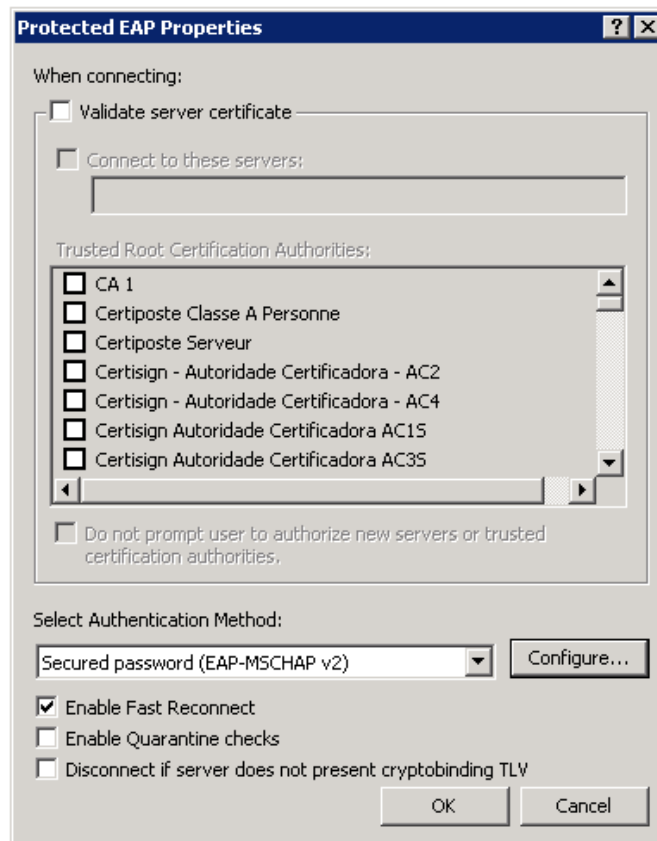 Protected EAP Properties
When connecting:
Validate server certificate
Connect to these servers:
Trusted Root Certification Authorities:
CA 1
Certiposte Classe A Personne
Certiposte Serveur
Certisign - Autoridade Certificadora - AC2
Certisign - Autoridade Certificadora - AC4
Certisign Autoridade Certificadora AC1S
Certisign Autoridade Certificadora AC3S
Do not prompt user to authorize new servers or trusted
certification authorities.
Select Authentication Method:
Secured password (EAP-MSCHAP v2)
Configure...
Enable Fast Reconnect
Enable Quarantine checks
Disconnect if server does not present cryptobinding TLV
OK
Cancel